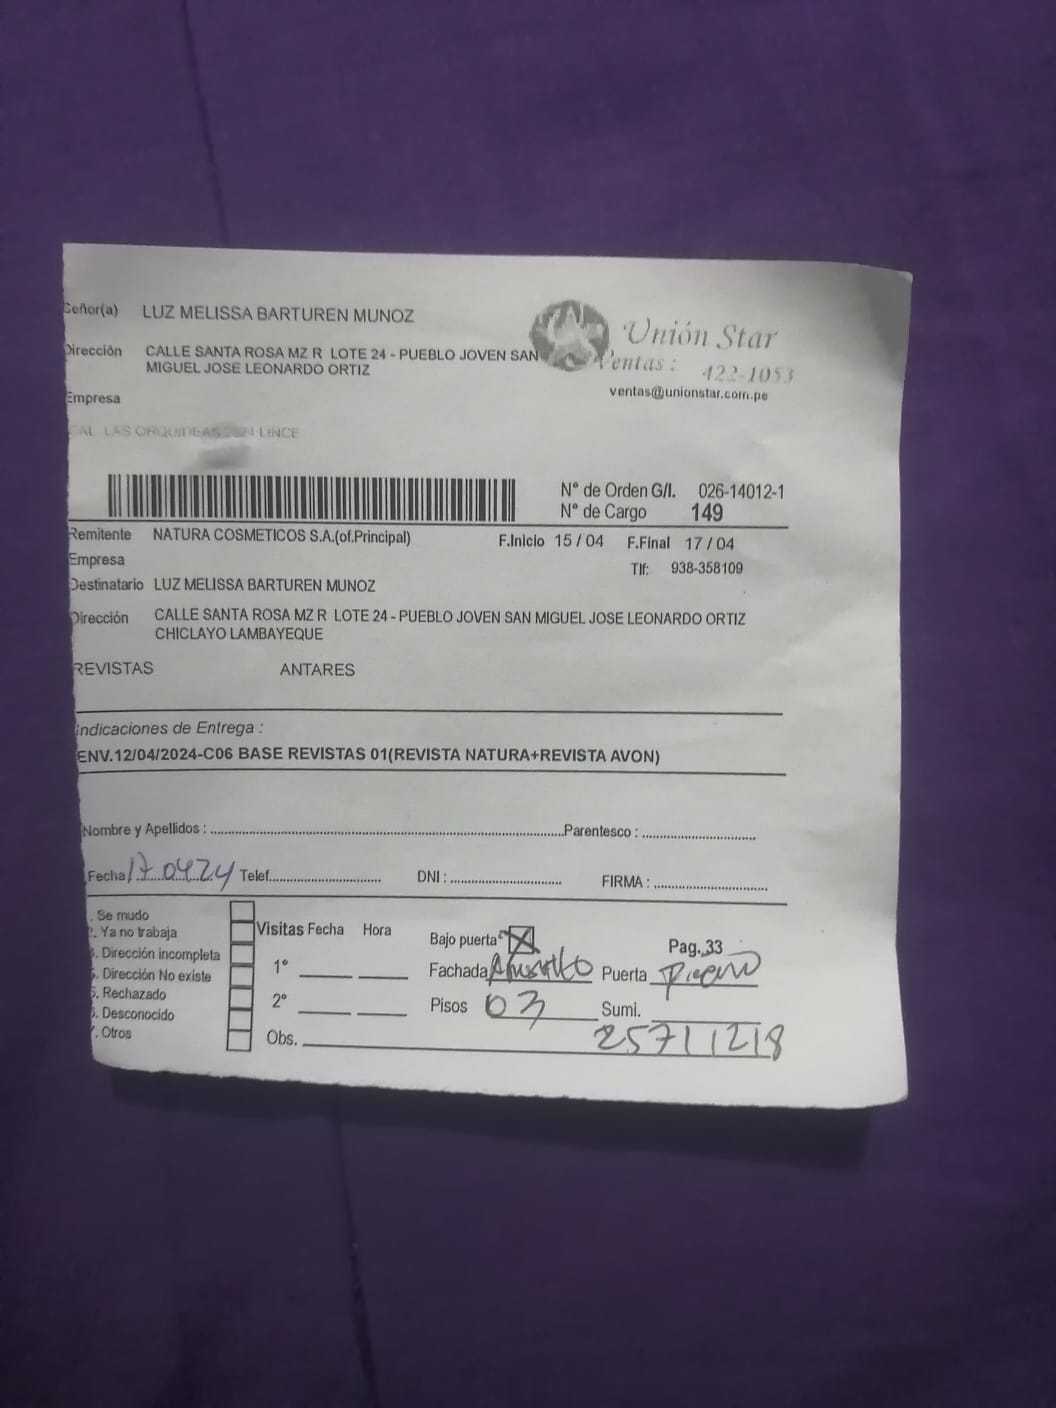 Señor(a) LUZ MELISSA BARTUREN MUNOZ
Unión Star
Ventas : 422-1053
ventas@unionstar.com.pe
Dirección CALLE SANTA ROSA MZ R LOTE 24 - PUEBLO JOVEN SAN
MIGUEL JOSE LEONARDO ORTIZ
Empresa
CAL LAS ORQUIDEAS LINCE
N° de Orden G/I. 026-14012-1
N° de Cargo 149
Remitente NATURA COSMETICOS S.A.(of.Principal) F.Inicio 15 / 04 F.Final 17 / 04
Empresa Tlf: 938-358109
Destinatario LUZ MELISSA BARTUREN MUNOZ
Dirección CALLE SANTA ROSA MZ R LOTE 24 - PUEBLO JOVEN SAN MIGUEL JOSE LEONARDO ORTIZ
CHICLAYO LAMBAYEQUE
REVISTAS ANTARES
Indicaciones de Entrega :
ENV.12/04/2024-C06 BASE REVISTAS 01(REVISTA NATURA+REVISTA AVON)
Nombre y Apellidos : Parentesco :
Fecha 17.04.24 Telef. DNI : FIRMA :
. Se mudo
. Ya no trabaja
. Dirección incompleta
. Dirección No existe
. Rechazado
. Desconocido
. Otros
Visitas Fecha Hora
1° 
2° 
Obs.
Bajo puerta X Pag.33
Fachada Puerta
Pisos 03 Sumi.
25711218